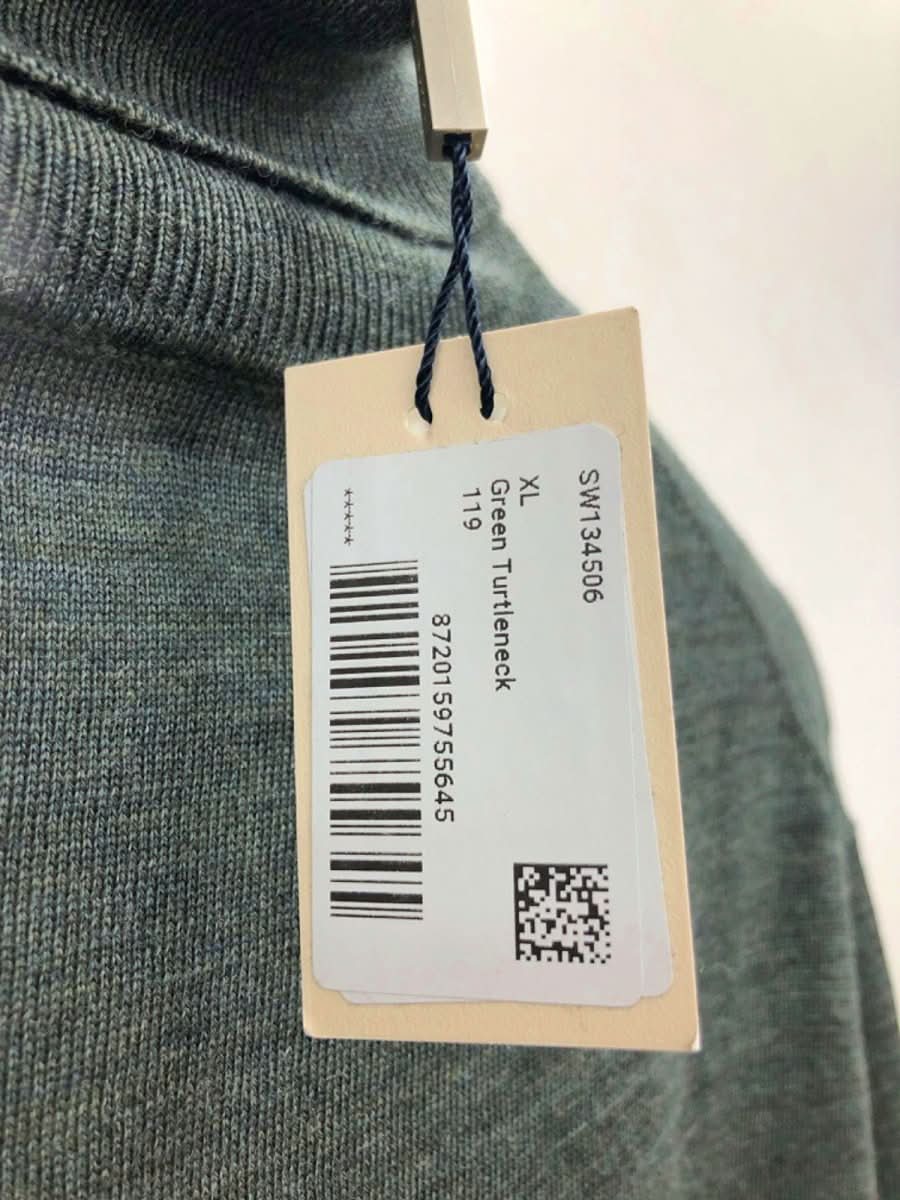 SW134506
XL
Green Turtleneck
119
8720159755645
*****